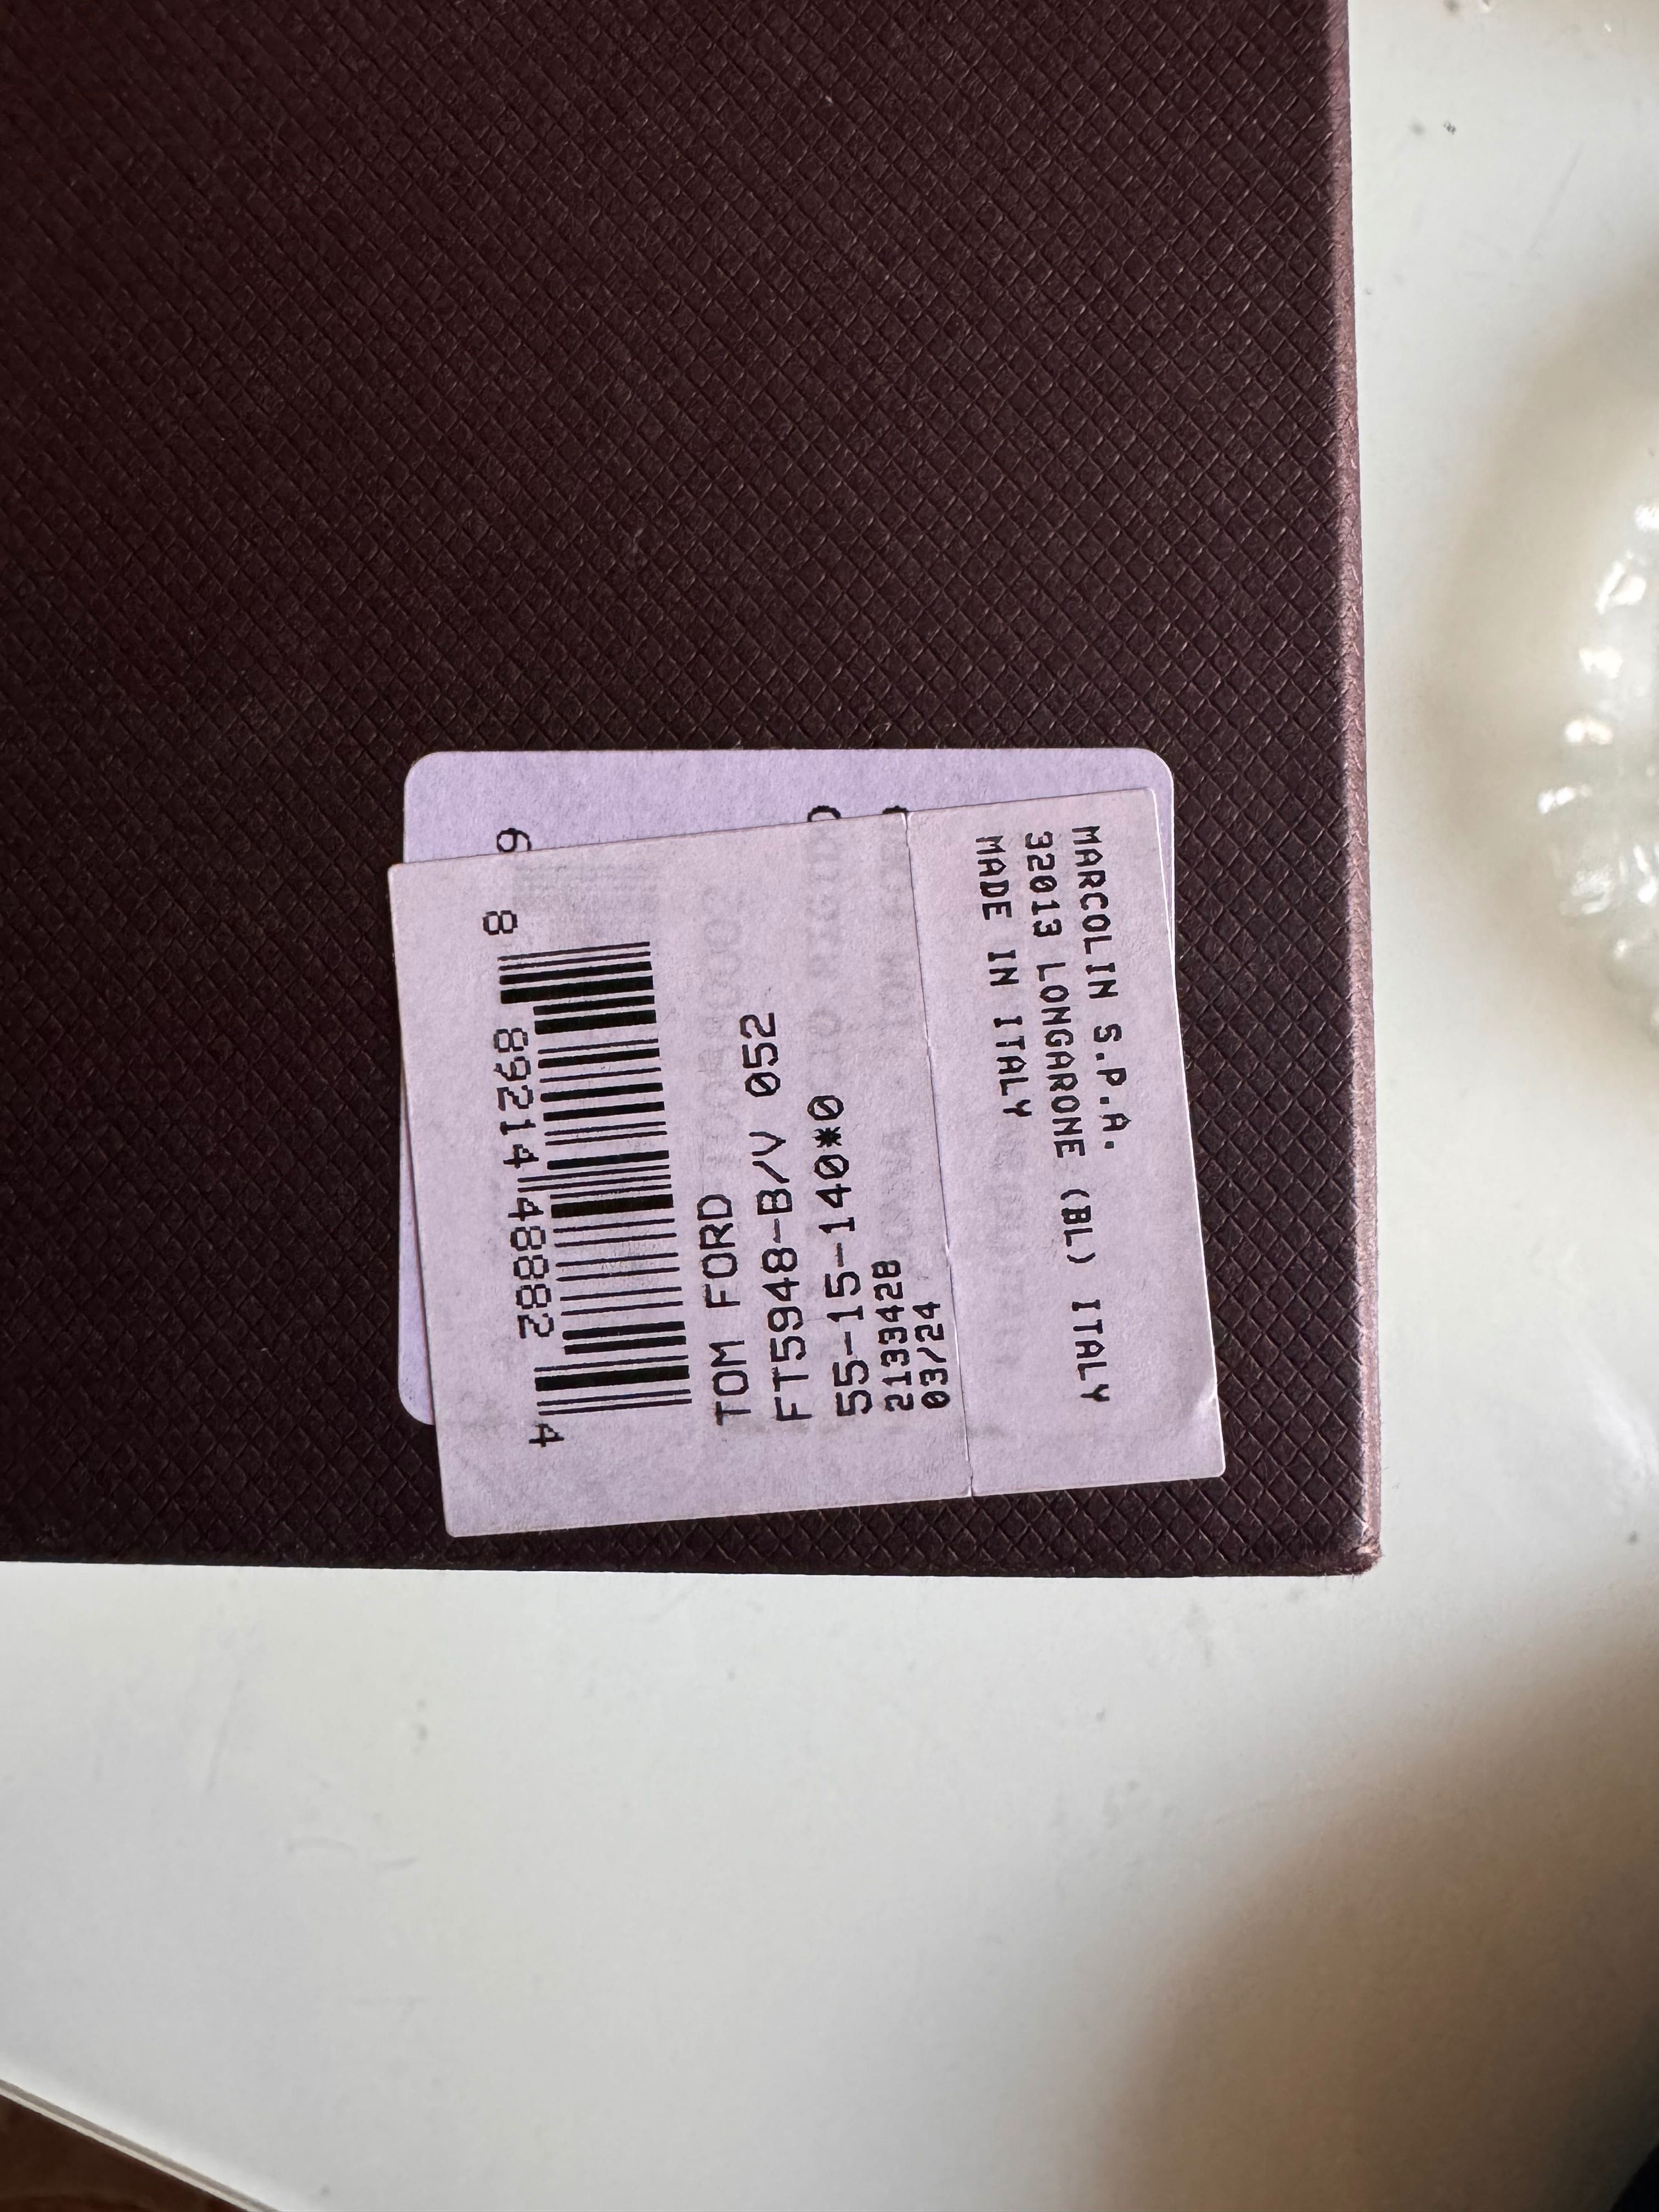 8 89214 48882 4
TOM FORD
FT5948-B/V 052
55-15-140*0
2133428
03/24
MARCOLIN S.P.A.
32013 LONGARONE (BL) ITALY
MADE IN ITALY
6